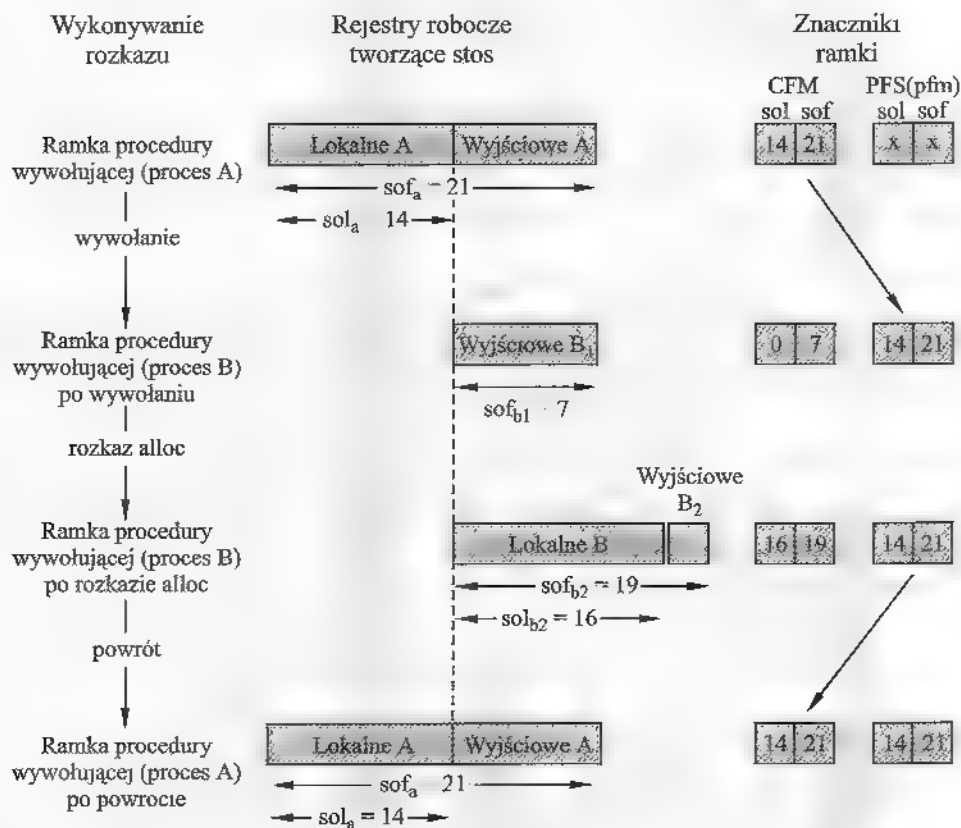 Wykonywanie
rozkazu
Rejestry robocze
tworzące stos
Znaczniki
ramki
CFM PFS(pfm)
sol sof sol sof
Ramka procedury
wywołującej (proces A)
Lokalne A Wyjściowe A
14 21 x x
sofa = 21
sola 14
wywołanie
Ramka procedury
wywołującej (proces B)
po wywołaniu
Wyjściowe B1
0 7 14 21
sofb1 7
rozkaz alloc
Wyjściowe
B2
Ramka procedury
wywołującej (proces B)
po rozkazie alloc
Lokalne B
16 19 14 21
sofb2 = 19
solb2 = 16
powrót
Ramka procedury
wywołującej (proces A)
po powrocie
Lokalne A Wyjściowe A
14 21 14 21
sofa 21
sola = 14